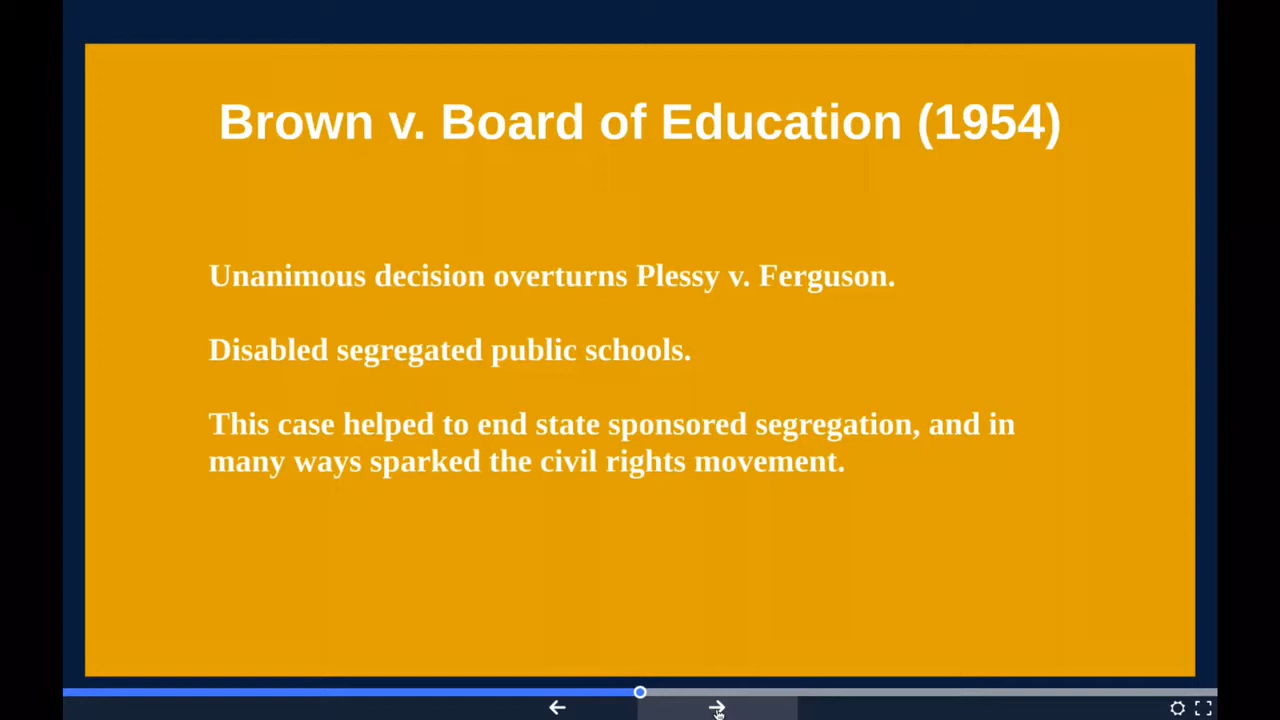 Brown v. Board of Education (1954)
Unanimous decision overturns Plessy v. Ferguson.
Disabled segregated public schools.
This case helped to end state sponsored segregation, and in
many ways sparked the civil rights movement.